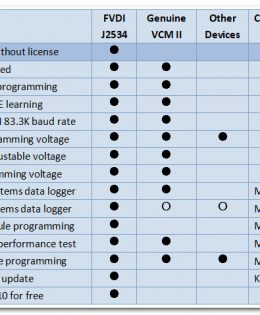 FVDI J2534 Genuine VCM II Other Devices C
thout license ●
ed ● ●
programming ● ●
E learning ● ●
83.3K baud rate ● ●
amming voltage ● ● ●
ustable voltage ● ●
mming voltage ● ●
tems data logger ● ● M
ems data logger ● ○ ○ M
ule programming ● M
performance test ● ● M
e programming ● ● ● M
update ● K
10 for free ●